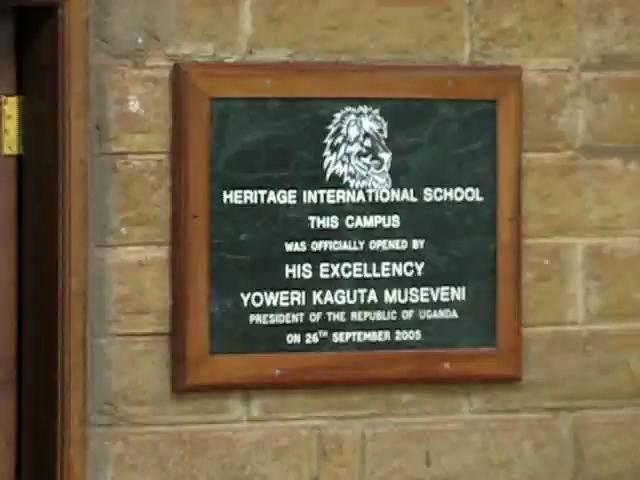 HERITAGE INTERNATIONAL SCHOOL
THIS CAMPUS
WAS OFFICIALLY OPENED BY
HIS EXCELLENCY
YOWERI KAGUTA MUSEVENI
PRESIDENT OF THE REPUBLIC OF UGANDA
ON 26TH SEPTEMBER 2005